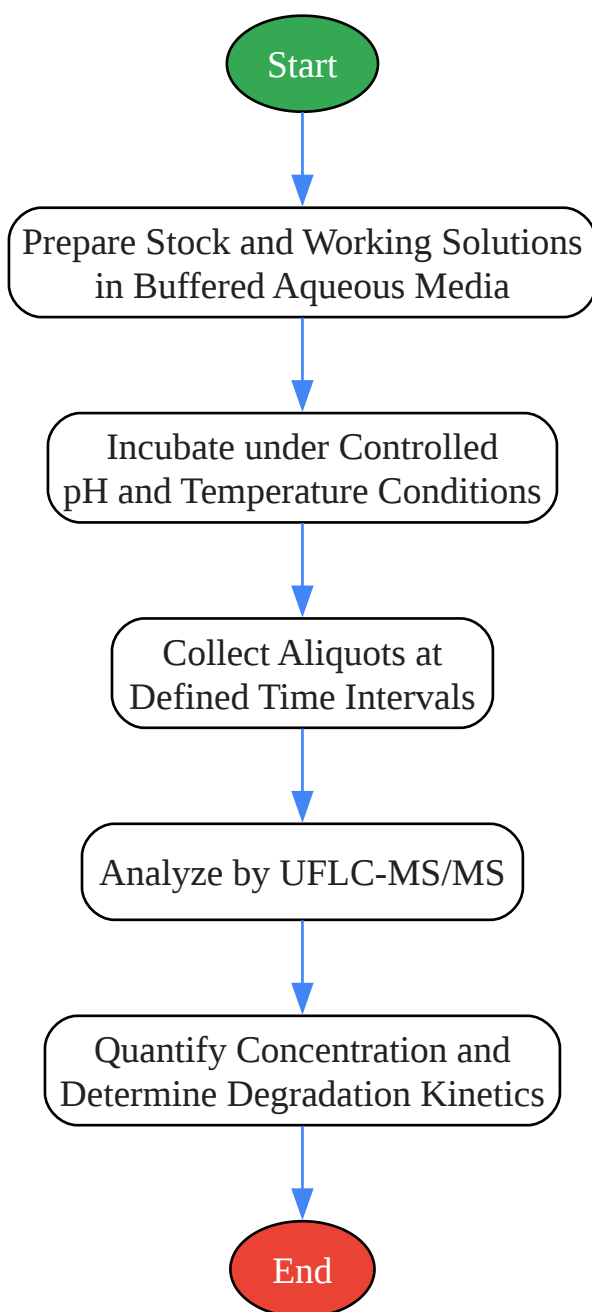 Start
Prepare Stock and Working Solutions
in Buffered Aqueous Media
Incubate under Controlled
pH and Temperature Conditions
Collect Aliquots at
Defined Time Intervals
Analyze by UFLC-MS/MS
Quantify Concentration and
Determine Degradation Kinetics
End